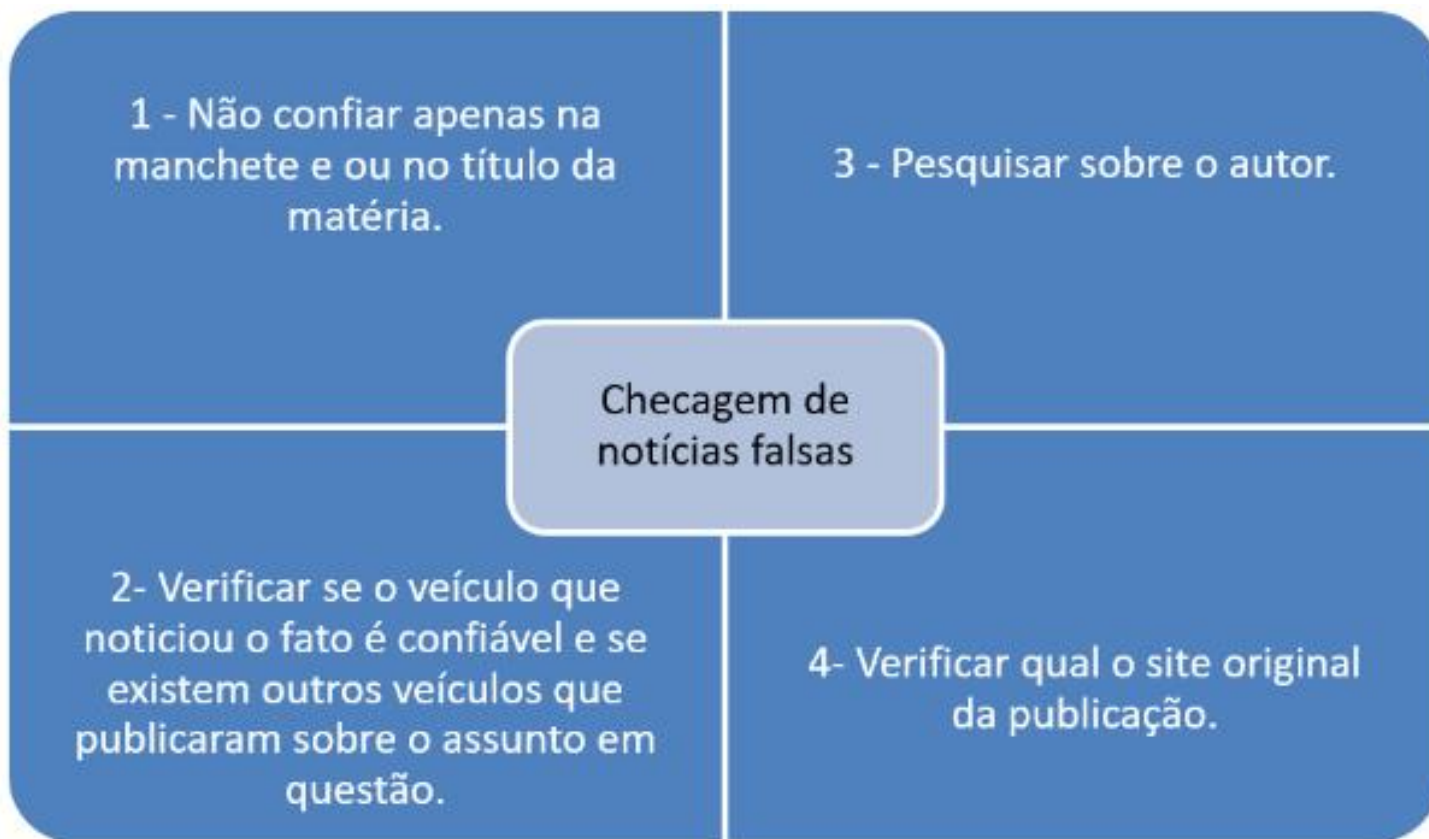 1 - Não confiar apenas na
manchete e ou no título da
matéria.
3 - Pesquisar sobre o autor.
Checagem de
notícias falsas
2- Verificar se o veículo que
noticiou o fato é confiável e se
existem outros veículos que
publicaram sobre o assunto em
questão.
4- Verificar qual o site original
da publicação.